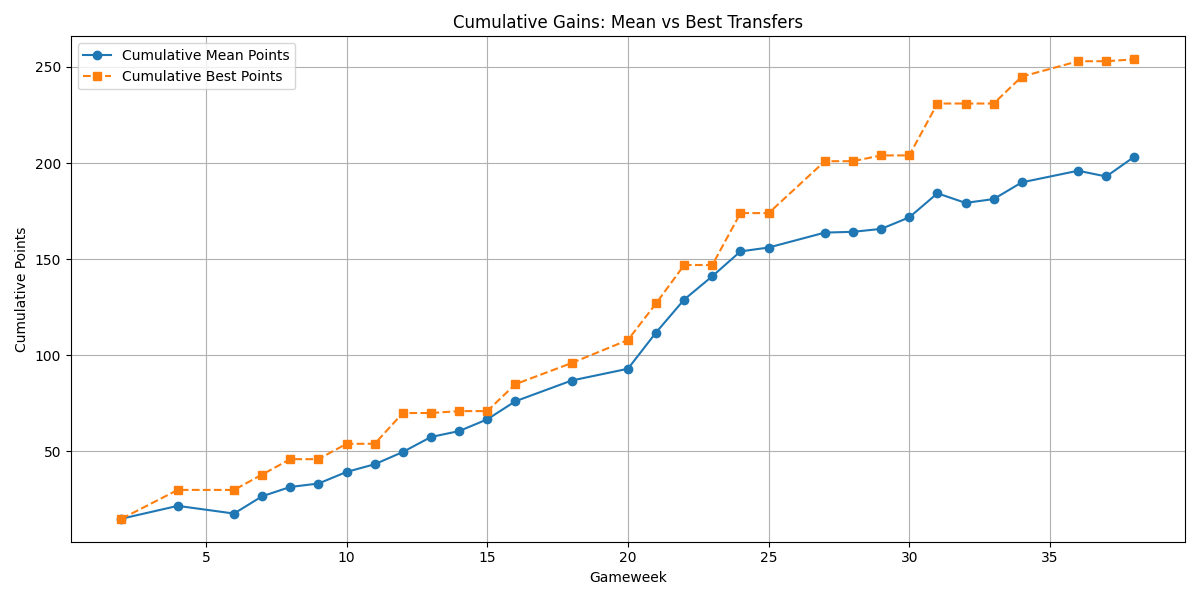 Cumulative Gains: Mean vs Best Transfers
Cumulative Mean Points
Cumulative Best Points
Cumulative Points
250
200
150
100
50
5 10 15 20 25 30 35
Gameweek